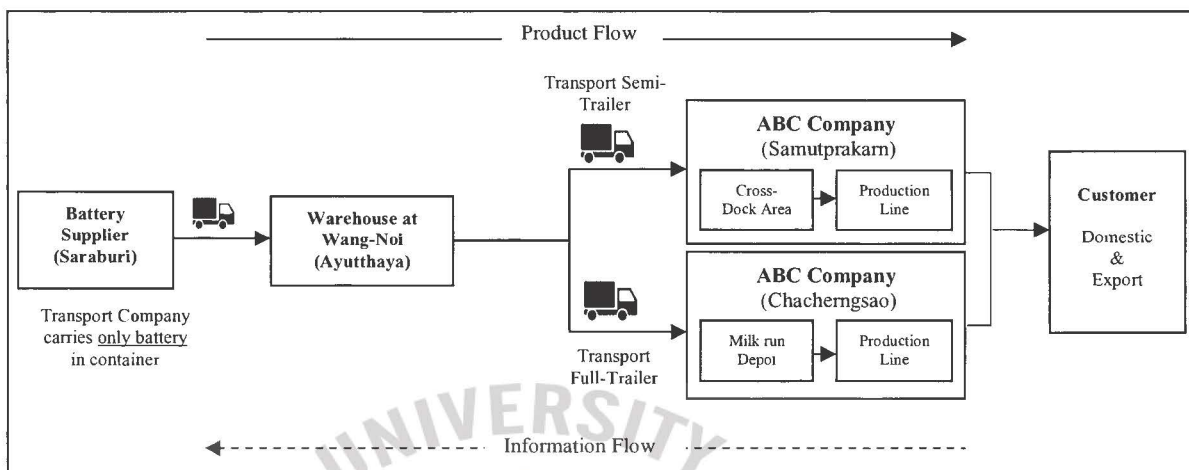 Product Flow
Transport Semi-
Trailer
ABC Company
(Samutprakarn)
Cross-
Dock Area
Production
Line
Battery
Supplier
(Saraburi)
Warehouse at
Wang-Noi
(Ayutthaya)
Customer
Domestic
&
Export
ABC Company
(Chacherngsao)
Milk run
Depot
Production
Line
Transport Company
carries only battery
in container
Transport
Full-Trailer
UNIVERSITY
Information Flow